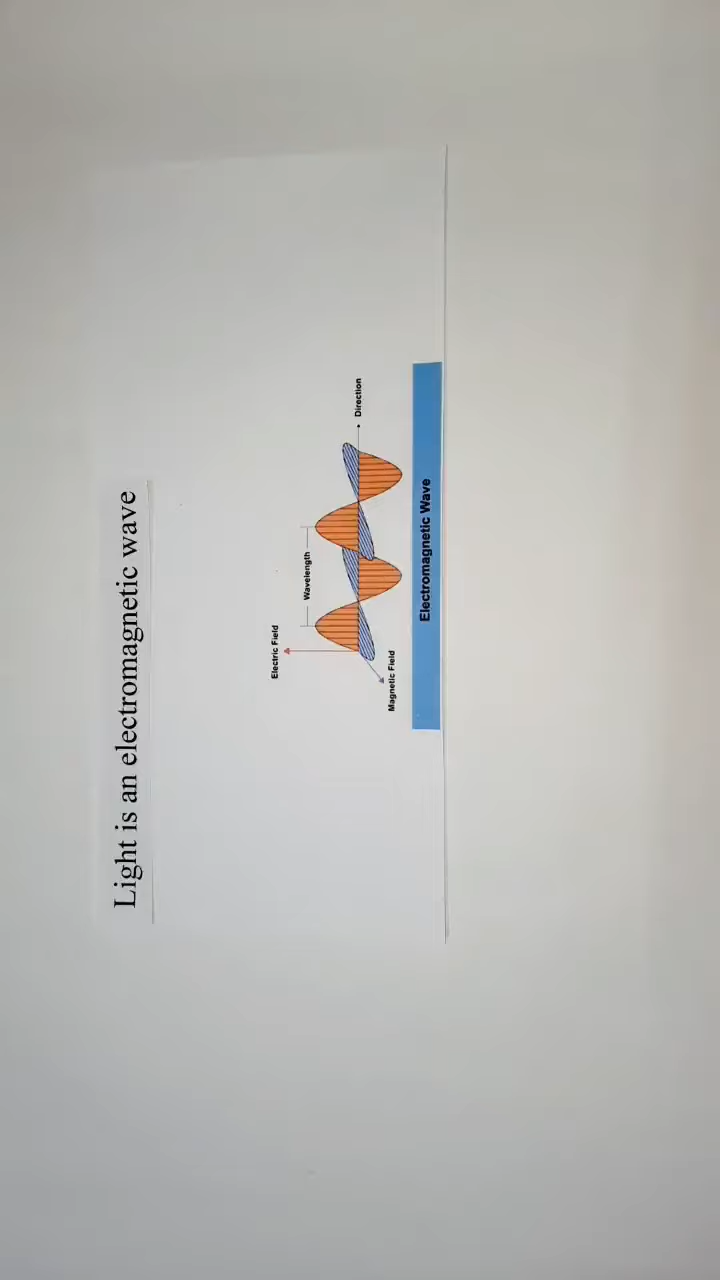 Light is an electromagnetic wave
Electric Field
Wavelength
Direction
Magnetic Field
Electromagnetic Wave